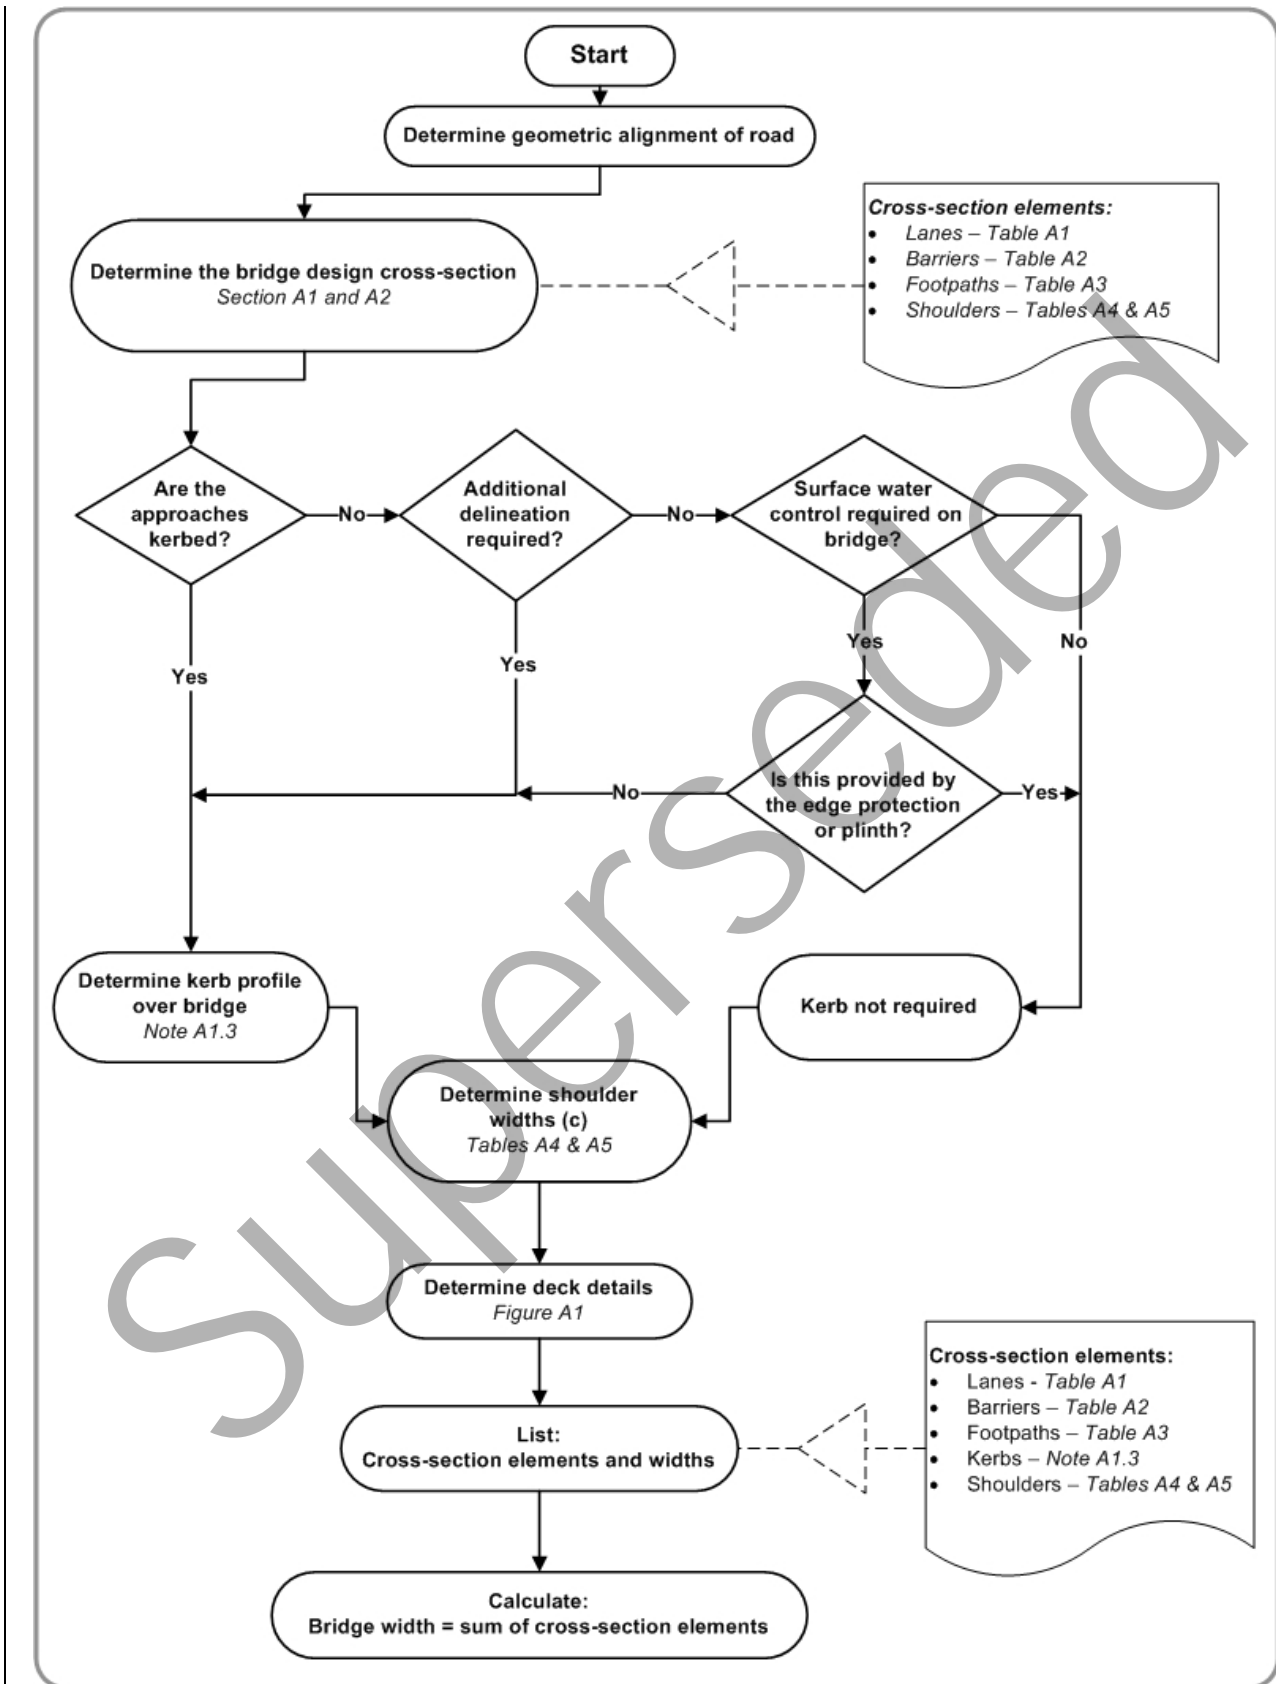 Start
Determine geometric alignment of road
Cross-section elements:
• Lanes – Table A1
• Barriers – Table A2
• Footpaths – Table A3
• Shoulders – Tables A4 & A5
Determine the bridge design cross-section
Section A1 and A2
Are the
approaches
kerbed?
No
Additional
delineation
required?
No
Surface water
control required on
bridge?
Yes
Yes
Yes
No
Is this provided by
the edge protection
or plinth?
No
Yes
Determine kerb profile
over bridge
Note A1.3
Kerb not required
Determine shoulder
widths (c)
Tables A4 & A5
Determine deck details
Figure A1
Cross-section elements:
• Lanes - Table A1
• Barriers – Table A2
• Footpaths – Table A3
• Kerbs – Note A1.3
• Shoulders – Tables A4 & A5
List:
Cross-section elements and widths
Calculate:
Bridge width = sum of cross-section elements
Superseded